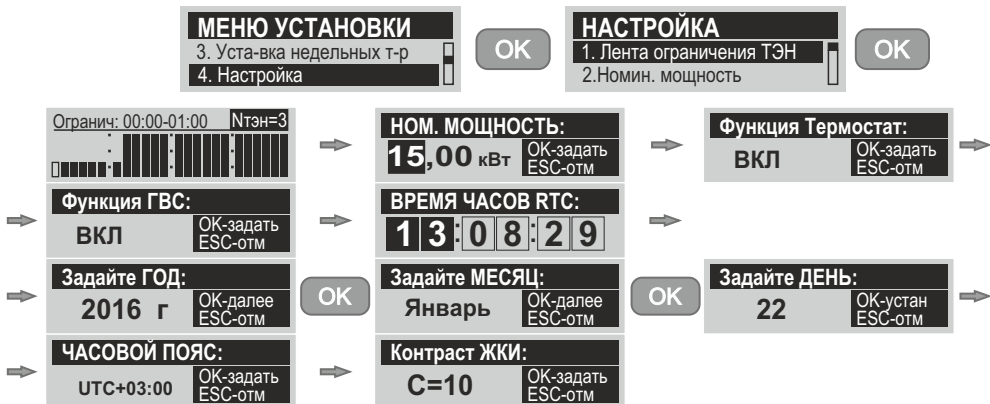 МЕНЮ УСТАНОВКИ
3. Уста-вка недельных т-р
4. Настройка
OK
НАСТРОЙКА
1. Лента ограничения ТЭН
2.Номин. мощность
OK
Огранич: 00:00-01:00 Nтэн=3
НОМ. МОЩНОСТЬ:
15,00 кВт
OK-задать
ESC-отм
Функция Термостат:
ВКЛ
OK-задать
ESC-отм
Функция ГВС:
ВКЛ
OK-задать
ESC-отм
ВРЕМЯ ЧАСОВ RTC:
13:08:29
Задайте ГОД:
2016 г
OK-далее
ESC-отм
OK
Задайте МЕСЯЦ:
Январь
OK-далее
ESC-отм
OK
Задайте ДЕНЬ:
22
OK-устан
ESC-отм
ЧАСОВОЙ ПОЯС:
UTC+03:00
OK-задать
ESC-отм
Контраст ЖКИ:
C=10
OK-задать
ESC-отм